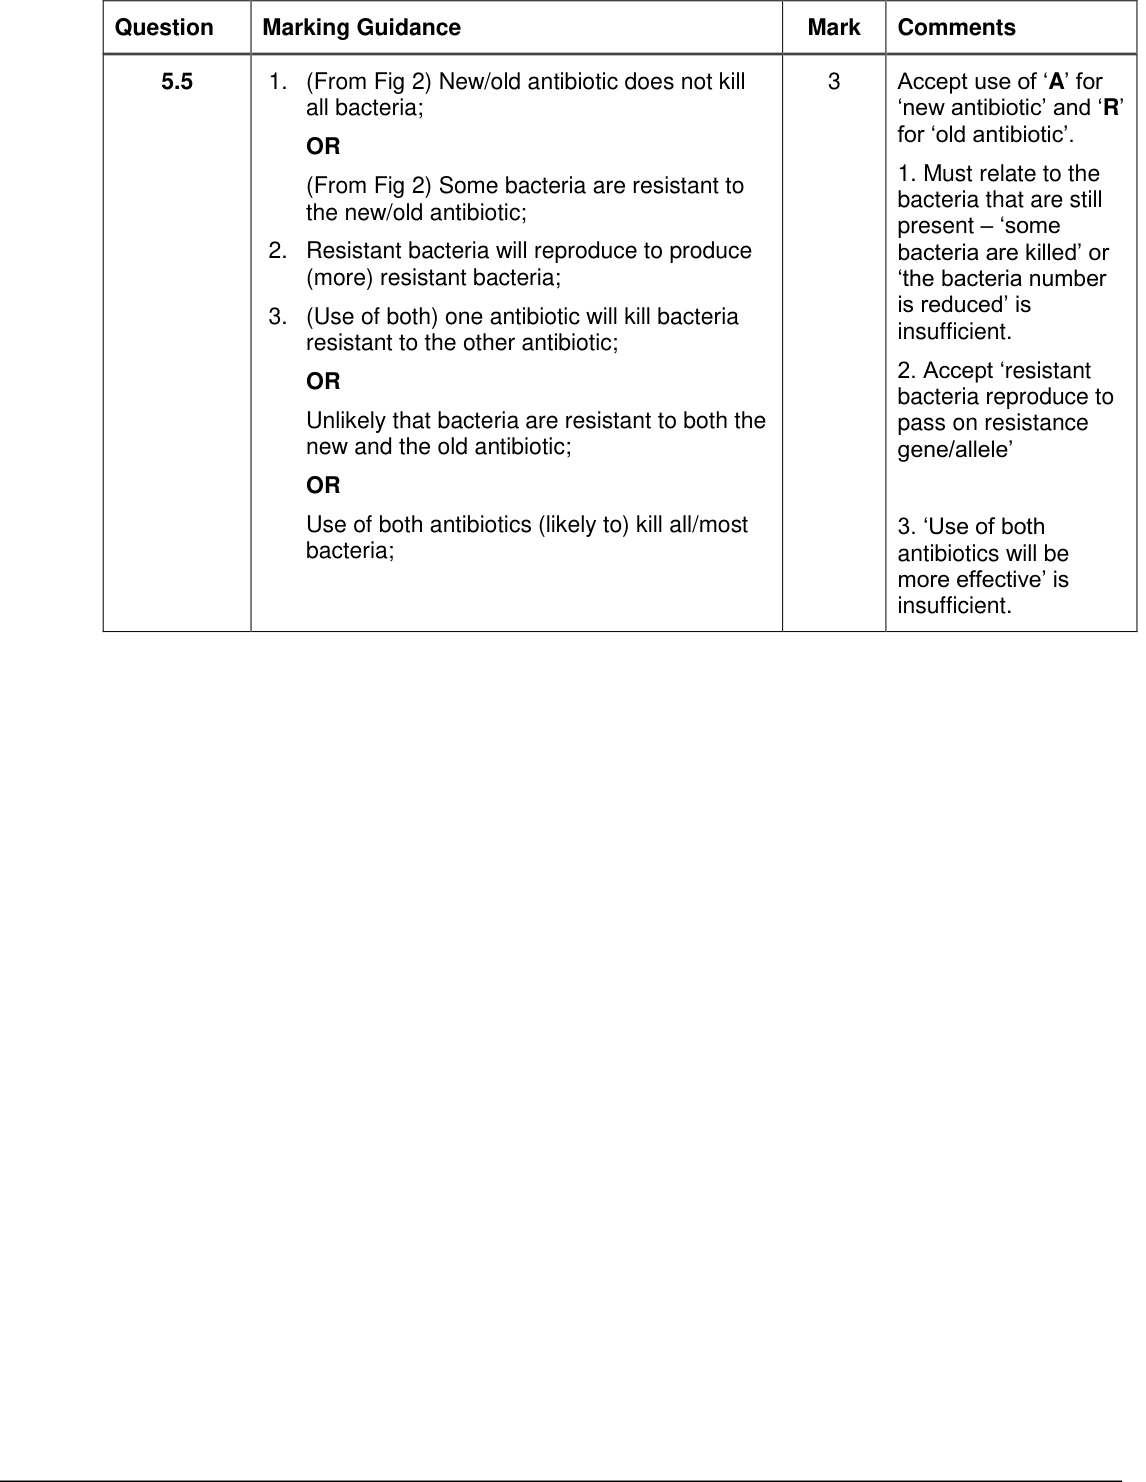 Question Marking Guidance Mark Comments
5.5
1. (From Fig 2) New/old antibiotic does not kill
all bacteria;
OR
(From Fig 2) Some bacteria are resistant to
the new/old antibiotic;
2. Resistant bacteria will reproduce to produce
(more) resistant bacteria;
3. (Use of both) one antibiotic will kill bacteria
resistant to the other antibiotic;
OR
Unlikely that bacteria are resistant to both the
new and the old antibiotic;
OR
Use of both antibiotics (likely to) kill all/most
bacteria;
3
Accept use of ‘A’ for
‘new antibiotic’ and ‘R’
for ‘old antibiotic’.
1. Must relate to the
bacteria that are still
present – ‘some
bacteria are killed’ or
‘the bacteria number
is reduced’ is
insufficient.
2. Accept ‘resistant
bacteria reproduce to
pass on resistance
gene/allele’
3. ‘Use of both
antibiotics will be
more effective’ is
insufficient.